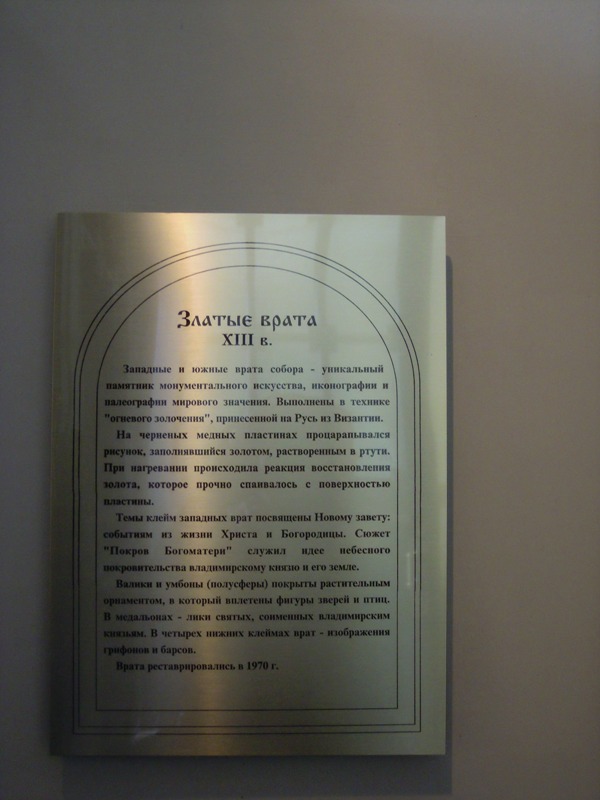 Златые врата
XIII в.
Западные и южные врата собора - уникальный
памятник монументального искусства, иконографии и
палеографии мирового значения. Выполнены в технике
"огневого золочения", принесенной на Русь из Византии.
На черненых медных пластинах процарапывался
рисунок, заполнявшийся золотом, растворенным в ртути.
При нагревании происходила реакция восстановления
золота, которое прочно спаивалось с поверхностью
пластины.
Темы клейм западных врат посвящены Новому завету:
событиям из жизни Христа и Богородицы. Сюжет
"Покров Богоматери" служил идее небесного
покровительства владимирскому князю и его земле.
Валики и умбоны (полусферы) покрыты растительным
орнаментом, в который вплетены фигуры зверей и птиц.
В медальонах - лики святых, соименных владимирским
князьям. В четырех нижних клеймах врат - изображения
грифонов и барсов.
Врата реставрировались в 1970 г.